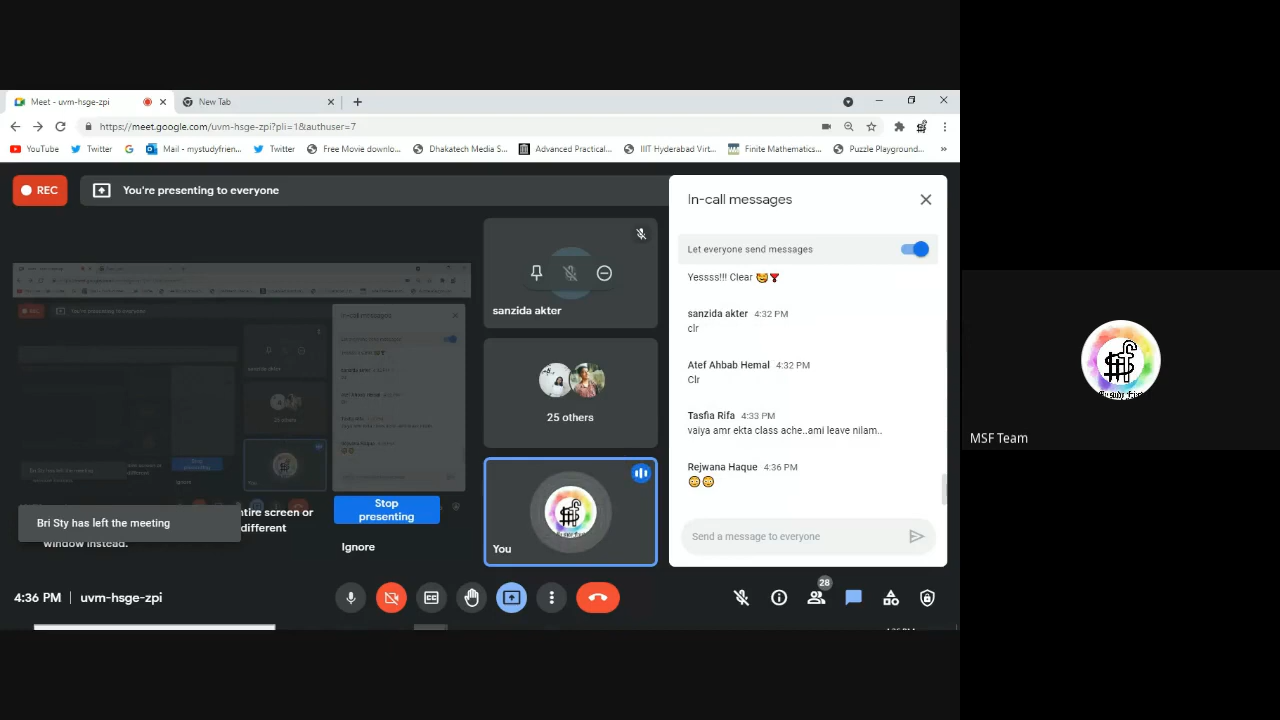 Meet - uvm-hsge-zpi
New Tab
https://meet.google.com/uvm-hsge-zpi?pli=1&authuser=7
YouTube
Twitter
Mail - mystudyfrien...
Twitter
Free Movie downlo...
Dhakatech Media S...
Advanced Practical...
IIIT Hyderabad Virt...
Finite Mathematics...
Puzzle Playground...
REC
You're presenting to everyone
In-call messages
Let everyone send messages
Yessss!!! Clear 🥰❣️
sanzida akter 4:32 PM
clr
Atef Ahbab Hemal 4:32 PM
Clr
Tasfia Rifa 4:33 PM
vaiya amr ekta class ache..ami leave nilam..
Rejwana Haque 4:36 PM
😳😳
Send a message to everyone
sanzida akter
25 others
You
Stop
presenting
Ignore
Bri Sty has left the meeting
ntire screen or
different
window instead.
4:36 PM | uvm-hsge-zpi
28
MSF Team